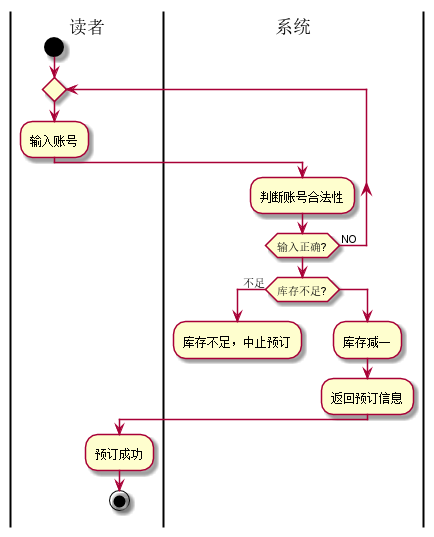 读者
系统
输入账号
判断账号合法性
输入正确?
NO
不足
库存不足?
库存不足，中止预订
库存减一
返回预订信息
预订成功